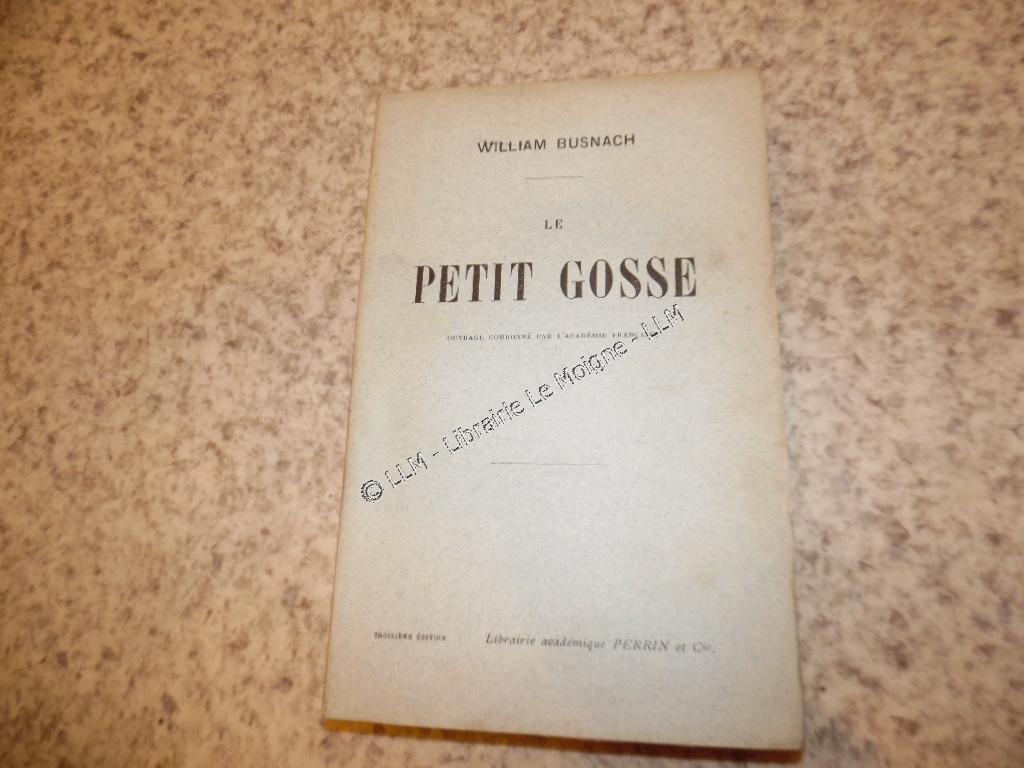 WILLIAM BUSNACH
LE
PETIT GOSSE
OUVRAGE COURONNÉ PAR L'ACADÉMIE
© LLM - Librairie Le Moigne - LLM
TROISIÈME ÉDITION Librairie académique PERRIN et Cie.